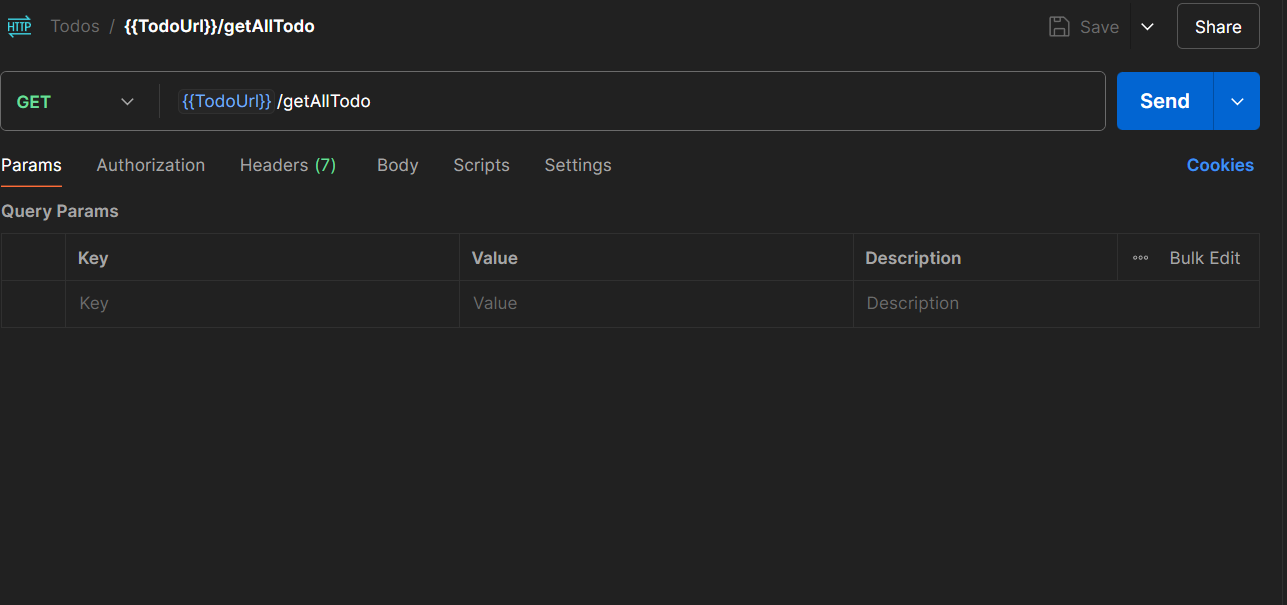 HTTP Todos / {{TodoUrl}}/getAllTodo Save Share
GET {{TodoUrl}} /getAllTodo Send
Params Authorization Headers (7) Body Scripts Settings Cookies
Query Params
Key Value Description Bulk Edit
Key Value Description